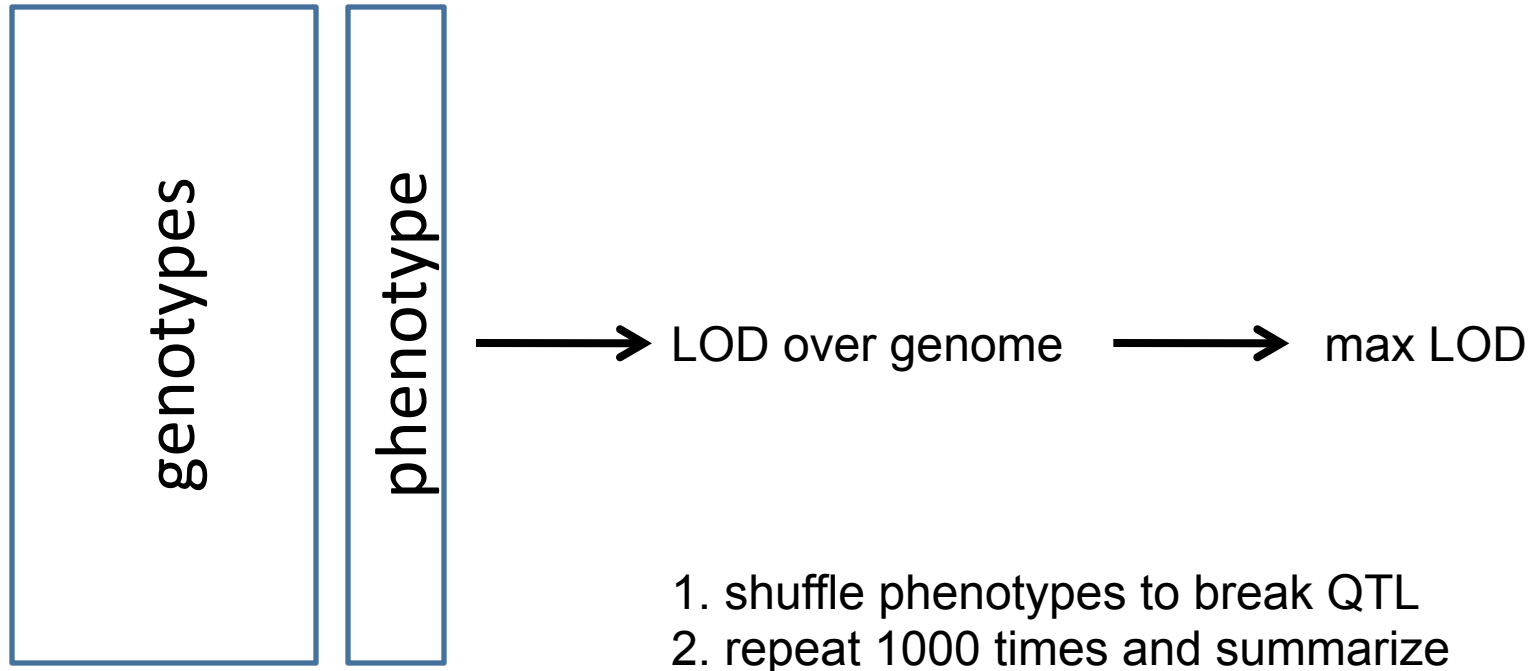 genotypes
phenotype
LOD over genome
max LOD
1. shuffle phenotypes to break QTL
2. repeat 1000 times and summarize